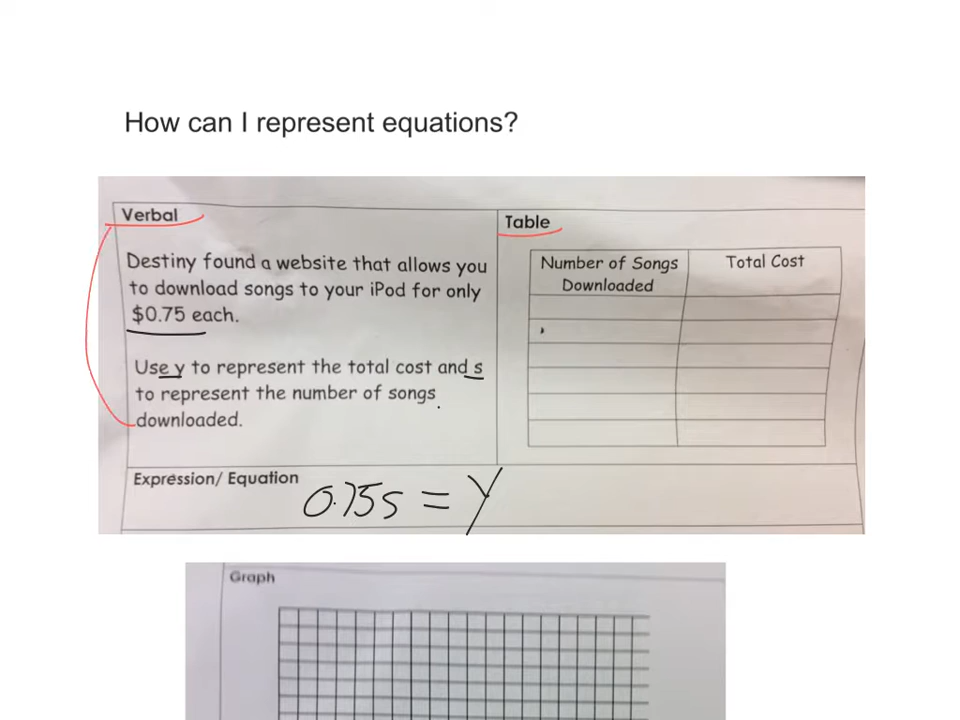 How can I represent equations?
Verbal
Destiny found a website that allows you
to download songs to your iPod for only
$0.75 each.
Use y to represent the total cost and s
to represent the number of songs
downloaded.
Table
Number of Songs Total Cost
Downloaded
Expression/ Equation 0.75s = y
Graph